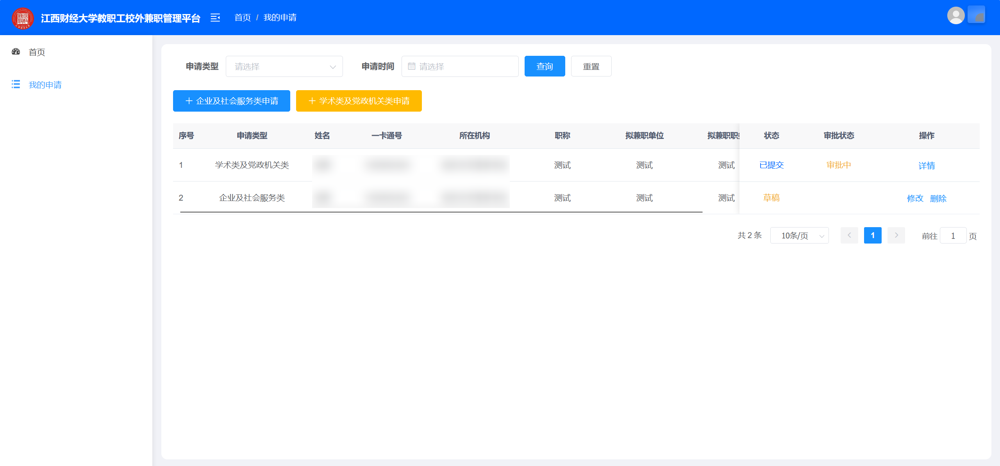 江西财经大学教职工校外兼职管理平台 首页 / 我的申请
首页
我的申请
申请类型 请选择 申请时间 请选择 查询 重置
+ 企业及社会服务类申请 + 学术类及党政机关类申请
序号 申请类型 姓名 一卡通号 所在机构 职称 拟兼职单位 拟兼职职 状态 审批状态 操作
1 学术类及党政机关类 测试 测试 测试 已提交 审批中 详情
2 企业及社会服务类 测试 测试 测试 草稿 修改 删除
共 2 条 10条/页 1 前往 1 页